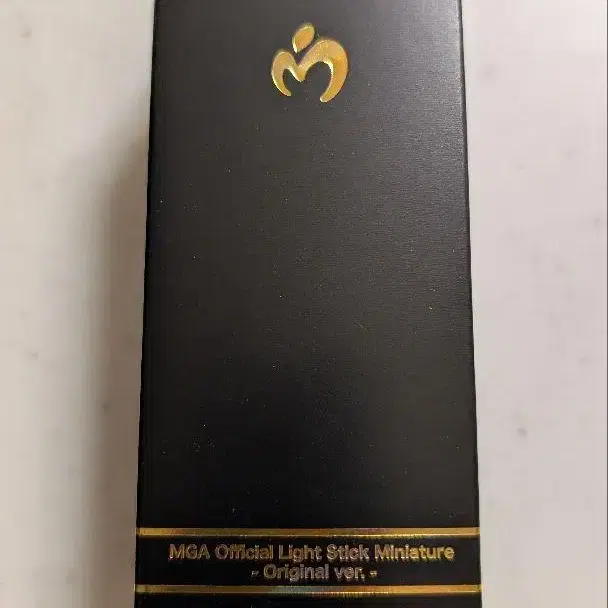 MGA Official Light Stick Miniature
- Original ver. -